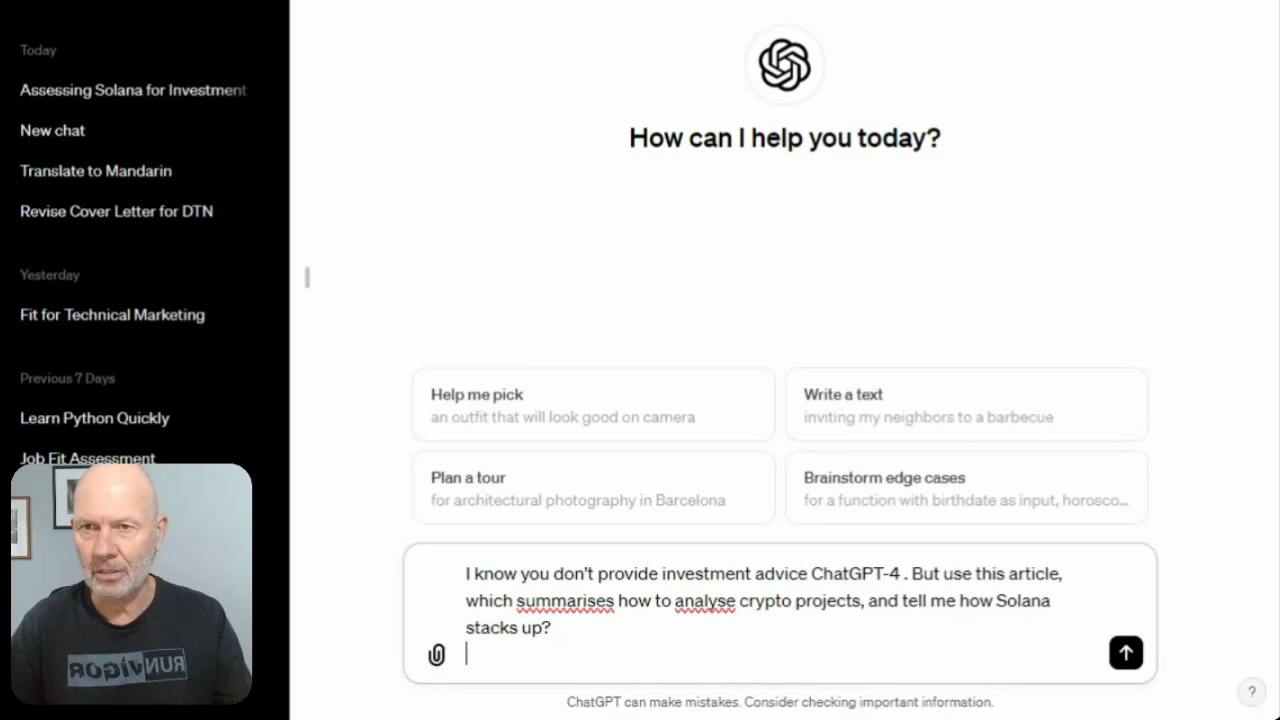 Today
Assessing Solana for Investment
New chat
Translate to Mandarin
Revise Cover Letter for DTN
Yesterday
Fit for Technical Marketing
Previous 7 Days
Learn Python Quickly
Job Fit Assessment
RUNVIGOR
How can I help you today?
Help me pick
an outfit that will look good on camera
Write a text
inviting my neighbors to a barbecue
Plan a tour
for architectural photography in Barcelona
Brainstorm edge cases
for a function with birthdate as input, horosco...
I know you don't provide investment advice ChatGPT-4 . But use this article,
which summarises how to analyse crypto projects, and tell me how Solana
stacks up?
ChatGPT can make mistakes. Consider checking important information.
?